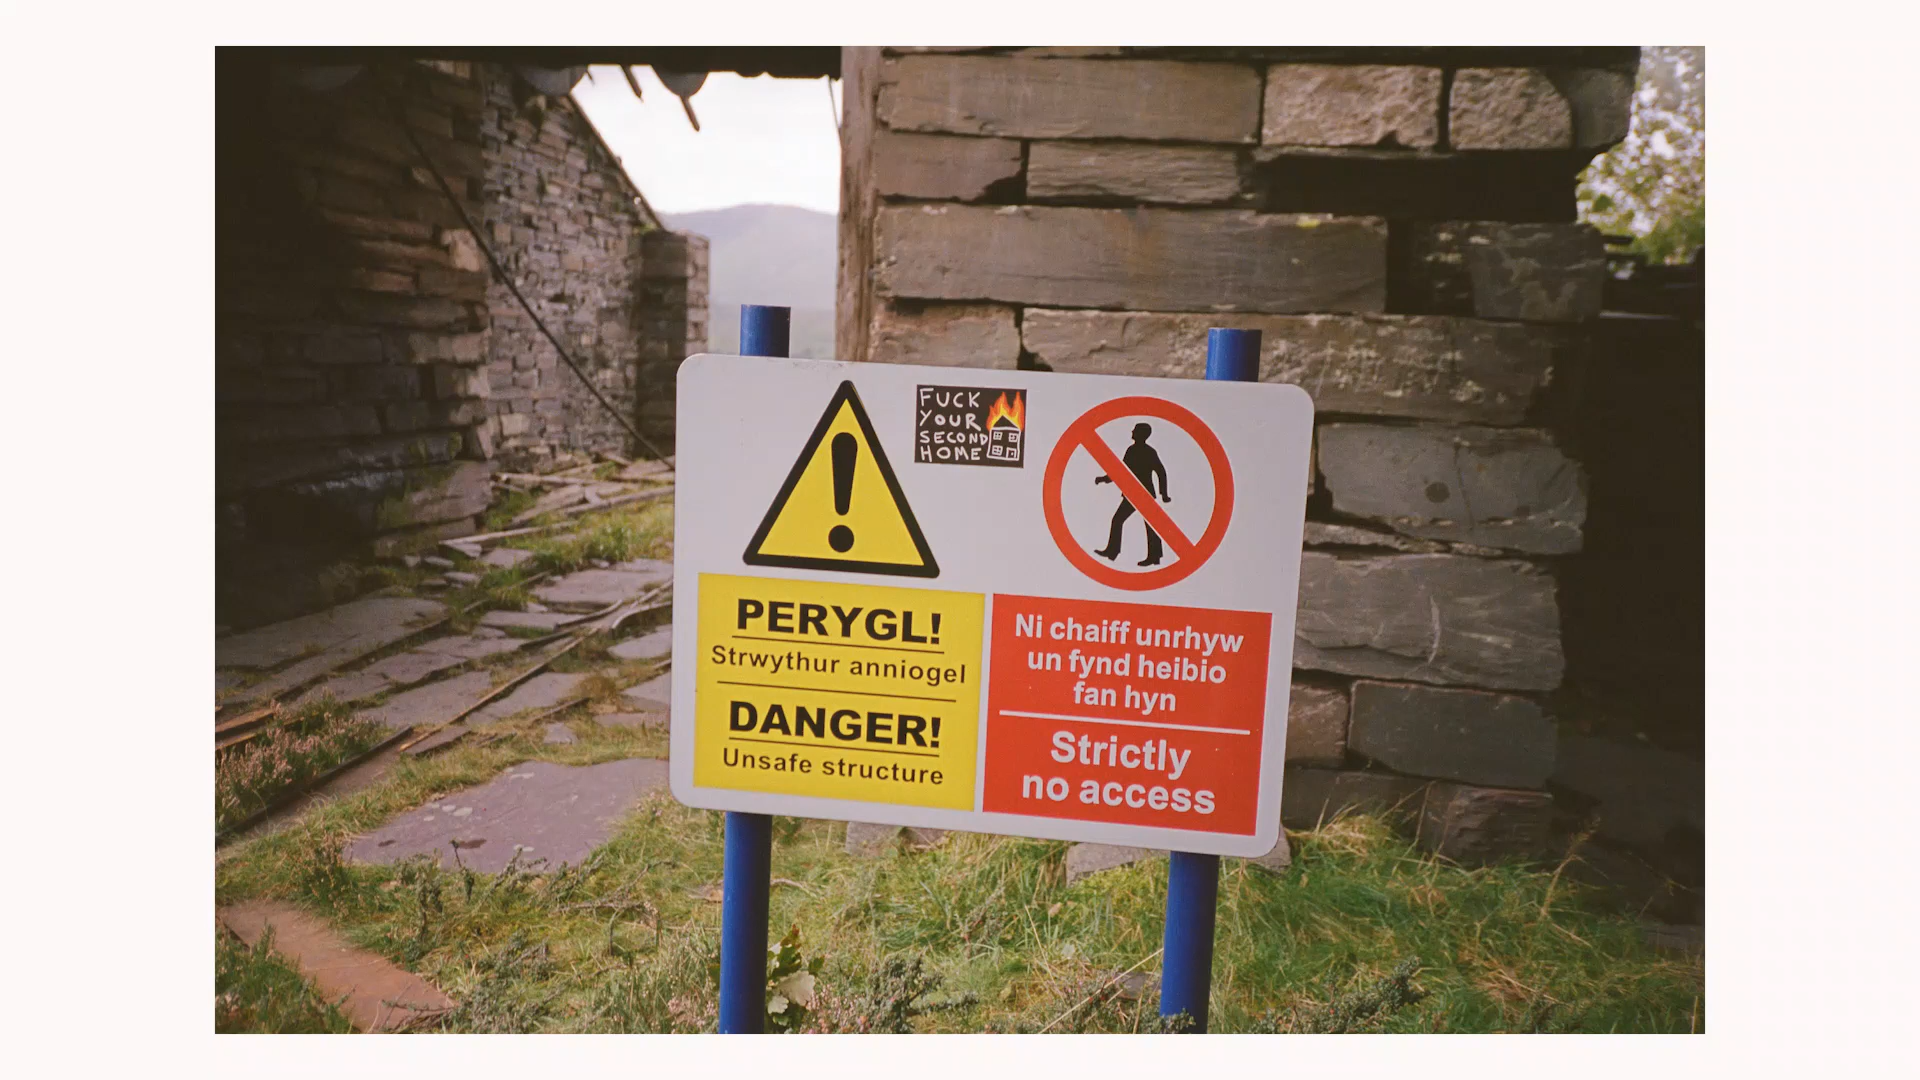 FUCK
YOUR
SECOND
HOME
PERYGL!
Strwythur anniogel
DANGER!
Unsafe structure
Ni chaiff unrhyw
un fynd heibio
fan hyn
Strictly
no access